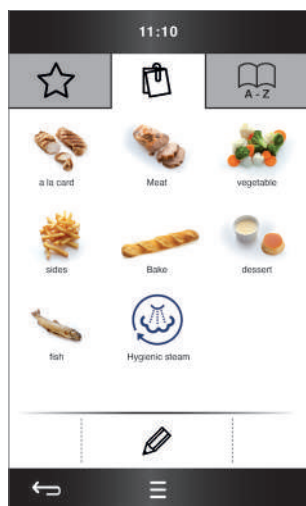 11:10
A - Z
a la card
Meat
vegetable
sides
Bake
dessert
fish
Hygienic steam